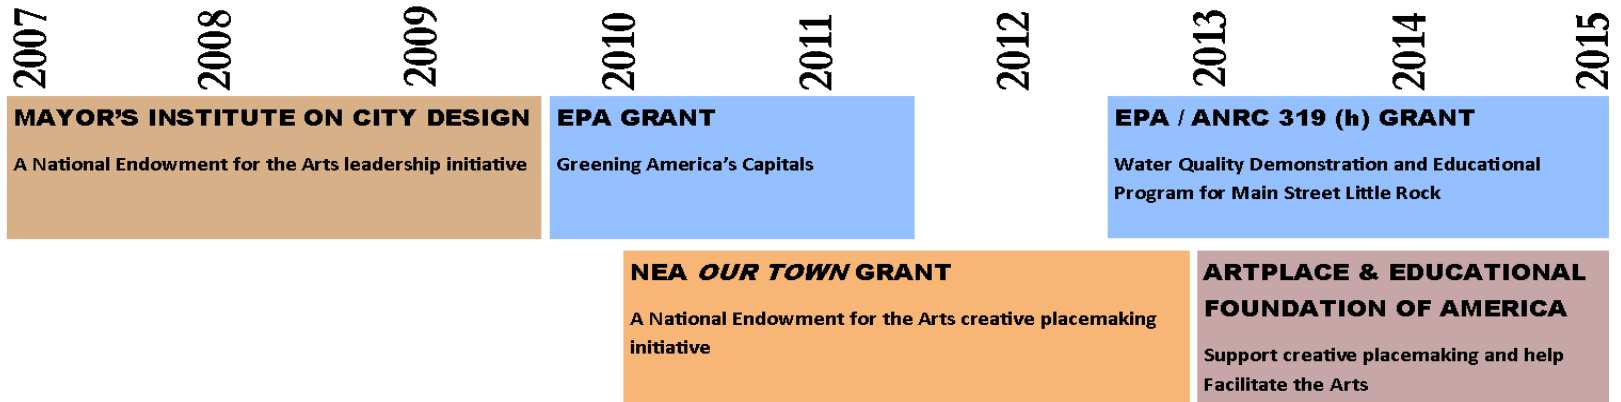 2007
2008
2009
2010
2011
2012
2013
2014
2015
MAYOR’S INSTITUTE ON CITY DESIGN
A National Endowment for the Arts leadership initiative
EPA GRANT
Greening America’s Capitals
EPA / ANRC 319 (h) GRANT
Water Quality Demonstration and Educational
Program for Main Street Little Rock
NEA OUR TOWN GRANT
A National Endowment for the Arts creative placemaking
initiative
ARTPLACE & EDUCATIONAL
FOUNDATION OF AMERICA
Support creative placemaking and help
Facilitate the Arts